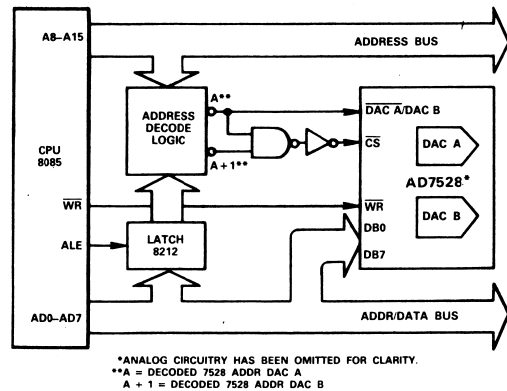 A8–A15
ADDRESS BUS
CPU
8085
ADDRESS
DECODE
LOGIC
A**
A + 1**
DAC A/DAC B
CS
DAC A
AD7528*
DAC B
WR
WR
DB0
DB7
ALE
LATCH
8212
AD0–AD7
ADDR/DATA BUS
*ANALOG CIRCUITRY HAS BEEN OMITTED FOR CLARITY.
**A = DECODED 7528 ADDR DAC A
A + 1 = DECODED 7528 ADDR DAC B